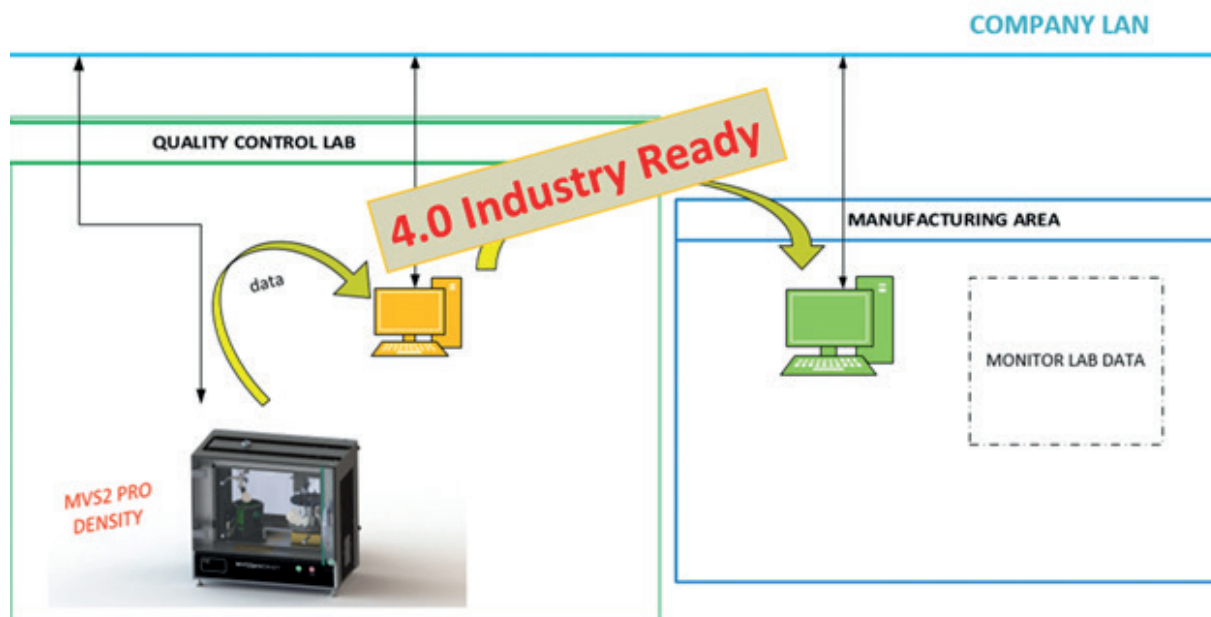 COMPANY LAN
QUALITY CONTROL LAB
4.0 Industry Ready
MANUFACTURING AREA
data
MONITOR LAB DATA
MVS2 PRO
DENSITY